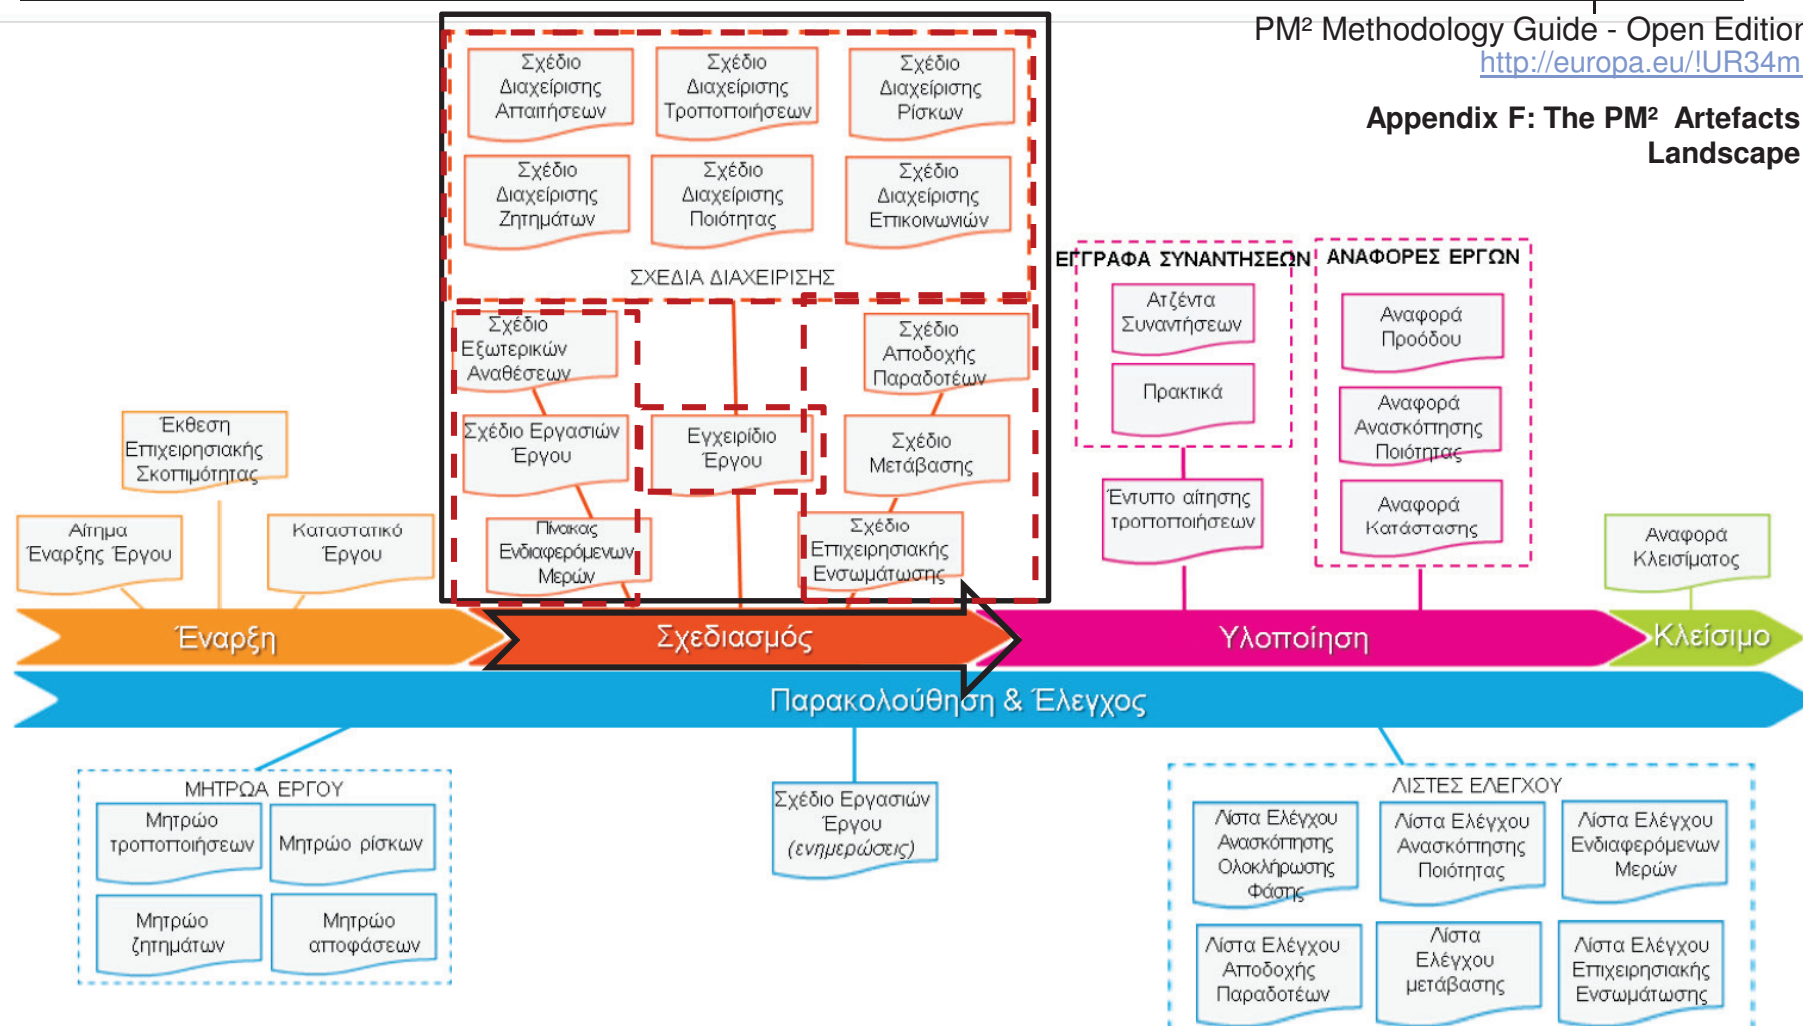 PM² Methodology Guide - Open Edition
http://europa.eu/!UR34m
Appendix F: The PM² Artefacts
Landscape
Σχέδιο
Διαχείρισης
Απαιτήσεων
Σχέδιο
Διαχείρισης
Τροποποιήσεων
Σχέδιο
Διαχείρισης
Ρίσκων
Σχέδιο
Διαχείρισης
Ζητημάτων
Σχέδιο
Διαχείρισης
Ποιότητας
Σχέδιο
Διαχείρισης
Επικοινωνιών
ΣΧΕΔΙΑ ΔΙΑΧΕΙΡΙΣΗΣ
Σχέδιο
Εξωτερικών
Αναθέσεων
Σχέδιο
Αποδοχής
Παραδοτέων
Σχέδιο Εργασιών
Έργου
Εγχειρίδιο
Έργου
Σχέδιο
Μετάβασης
Πίνακας
Ενδιαφερόμενων
Μερών
Σχέδιο
Επιχειρησιακής
Ενσωμάτωσης
ΕΓΓΡΑΦΑ ΣΥΝΑΝΤΗΣΕΩΝ
Ατζέντα
Συναντήσεων
Πρακτικά
Έντυπο αίτησης
τροποποιήσεων
ΑΝΑΦΟΡΕΣ ΕΡΓΩΝ
Αναφορά
Προόδου
Αναφορά
Ανασκόπησης
Ποιότητας
Αναφορά
Κατάστασης
Έκθεση
Επιχειρησιακής
Σκοπιμότητας
Αίτημα
Έναρξης Έργου
Καταστατικό
Έργου
Αναφορά
Κλεισίματος
Έναρξη
Σχεδιασμός
Υλοποίηση
Κλείσιμο
Παρακολούθηση & Έλεγχος
ΜΗΤΡΩΑ ΕΡΓΟΥ
Μητρώο
τροποποιήσεων
Μητρώο ρίσκων
Μητρώο
ζητημάτων
Μητρώο
αποφάσεων
Σχέδιο Εργασιών
Έργου
(ενημερώσεις)
ΛΙΣΤΕΣ ΕΛΕΓΧΟΥ
Λίστα Ελέγχου
Ανασκόπησης
Ολοκλήρωσης
Φάσης
Λίστα Ελέγχου
Ανασκόπησης
Ποιότητας
Λίστα Ελέγχου
Ενδιαφερόμενων
Μερών
Λίστα Ελέγχου
Αποδοχής
Παραδοτέων
Λίστα
Ελέγχου
μετάβασης
Λίστα Ελέγχου
Επιχειρησιακής
Ενσωμάτωσης